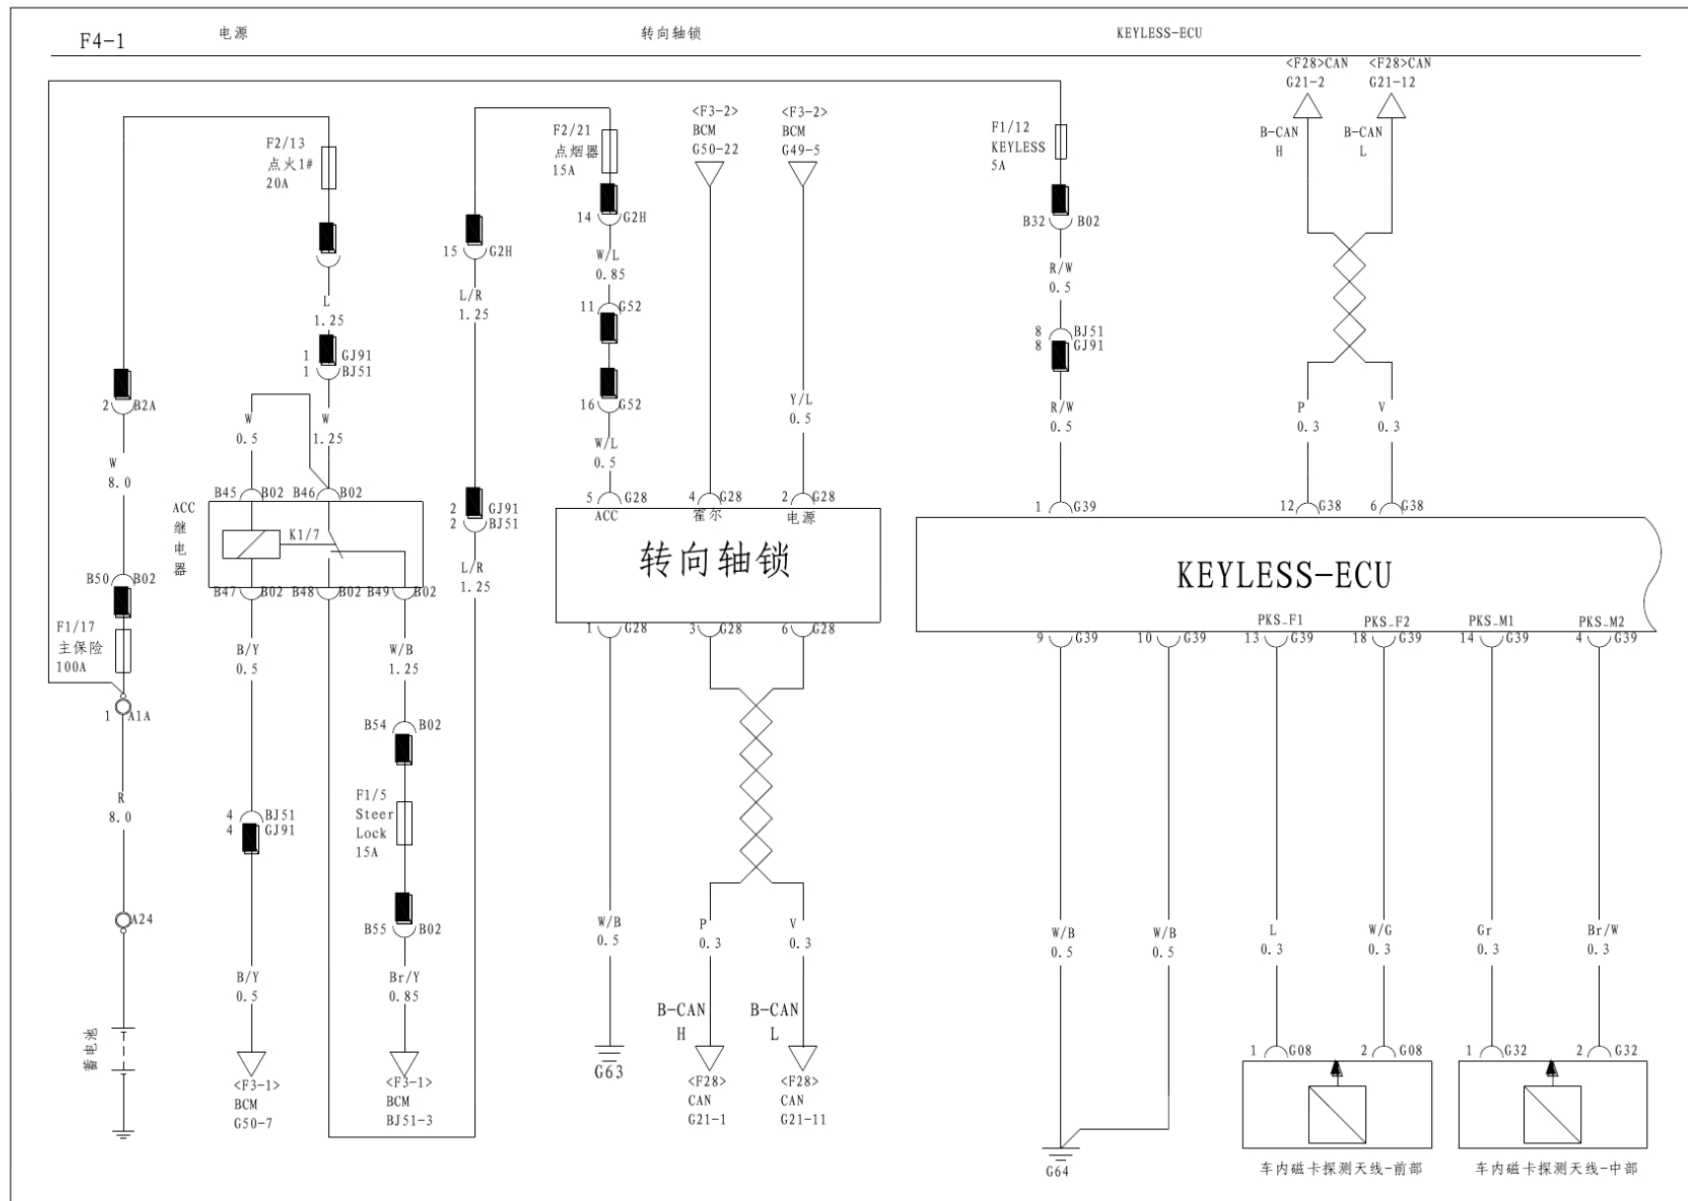 F4-1
电源
转向轴锁
KEYLESS-ECU
<F28>CAN
G21-2
<F28>CAN
G21-12
B-CAN
H
B-CAN
L
F2/13
点火1#
20A
F2/21
点烟器
15A
<F3-2>
BCM
G50-22
<F3-2>
BCM
G49-5
F1/12
KEYLESS
5A
14
G2H
B32
B02
15
G2H
W/L
0.85
R/W
0.5
L
1.25
L/R
1.25
11
G52
8
BJ51
8
GJ91
1
GJ91
1
BJ51
2
B2A
16
G52
Y/L
0.5
R/W
0.5
P
0.3
V
0.3
W
0.5
W
1.25
W/L
0.5
W
8.0
B45
B02
B46
B02
5
G28
4
G28
2
G28
1
G39
12
G38
6
G38
ACC
继
电
器
K1/7
2
GJ91
2
BJ51
ACC
霍尔
电源
转向轴锁
KEYLESS-ECU
L/R
1.25
B50
B02
B47
B02
B48
B02
B49
B02
F1/17
主保险
100A
1
G28
3
G28
6
G28
PKS_F1
PKS_F2
PKS_M1
PKS_M2
9
G39
10
G39
13
G39
18
G39
14
G39
4
G39
B/Y
0.5
W/B
1.25
1
A1A
B54
B02
R
8.0
4
BJ51
4
GJ91
F1/5
Steer
Lock
15A
A24
B55
B02
W/B
0.5
P
0.3
V
0.3
W/B
0.5
W/B
0.5
L
0.3
W/G
0.3
Gr
0.3
Br/W
0.3
B/Y
0.5
Br/Y
0.85
B-CAN
H
B-CAN
L
蓄电池
G63
1
G08
2
G08
1
G32
2
G32
<F3-1>
BCM
G50-7
<F3-1>
BCM
BJ51-3
<F28>
CAN
G21-1
<F28>
CAN
G21-11
G64
车内磁卡探测天线-前部
车内磁卡探测天线-中部